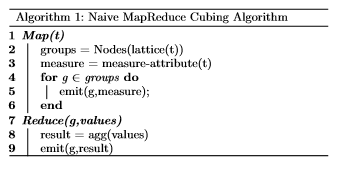 Algorithm 1: Naive MapReduce Cubing Algorithm
1 Map(t)
2 groups = Nodes(lattice(t))
3 measure = measure-attribute(t)
4 for g ∈ groups do
5 emit(g,measure);
6 end
7 Reduce(g,values)
8 result = agg(values)
9 emit(g,result)